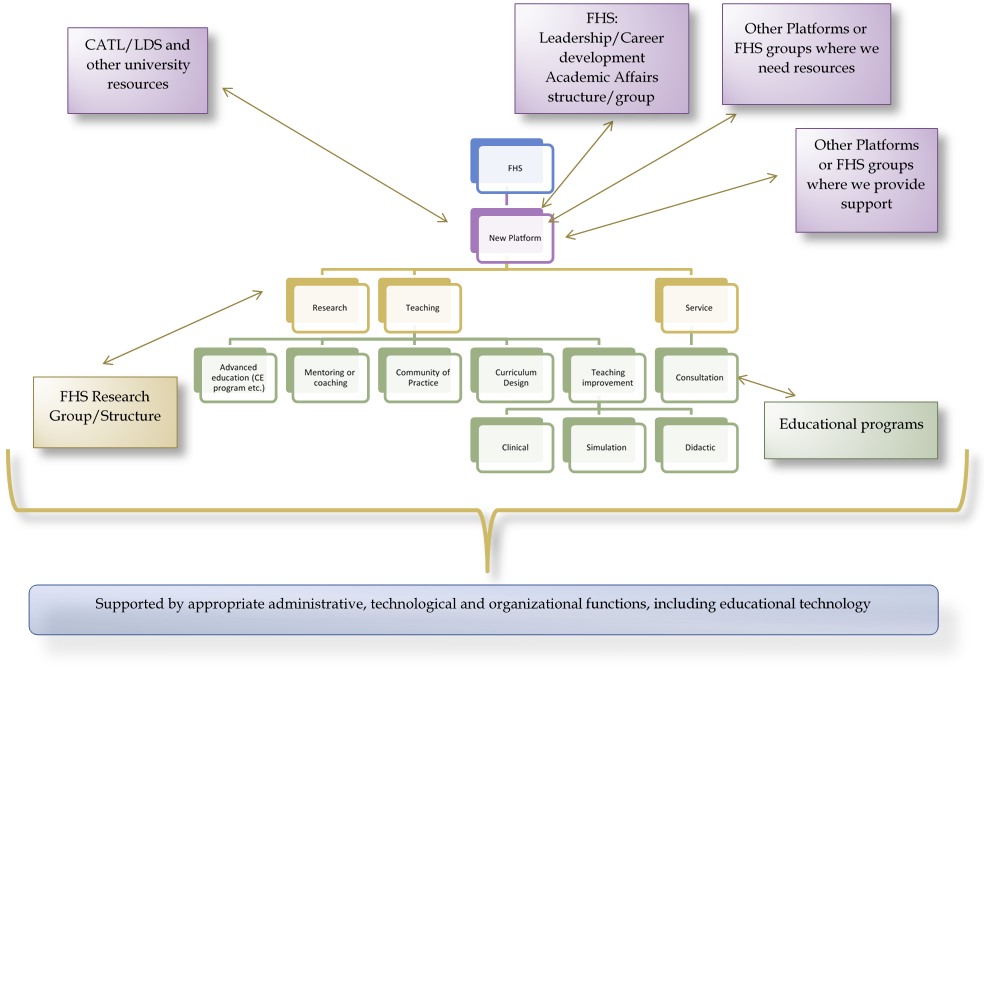 CATL/LDS and
other university
resources
FHS:
Leadership/Career
development
Academic Affairs
structure/group
Other Platforms or
FHS groups where we
need resources
Other Platforms
or FHS groups
where we provide
support
FHS
New Platform
Research
Teaching
Service
Advanced
education (CE
program etc.)
Mentoring or
coaching
Community of
Practice
Curriculum
Design
Teaching
improvement
Consultation
FHS Research
Group/Structure
Educational programs
Clinical
Simulation
Didactic
Supported by appropriate administrative, technological and organizational functions, including educational technology